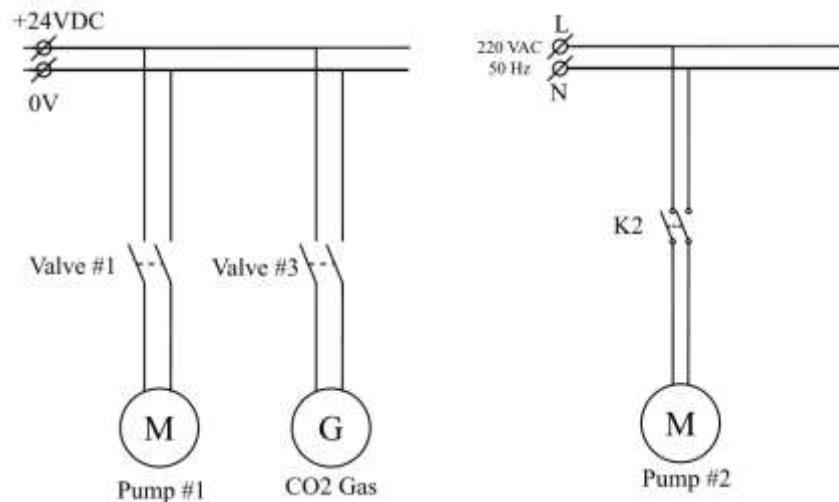 +24VDC
0V
Valve #1
Valve #3
M
G
Pump #1
CO2 Gas
L
220 VAC
50 Hz
N
K2
M
Pump #2